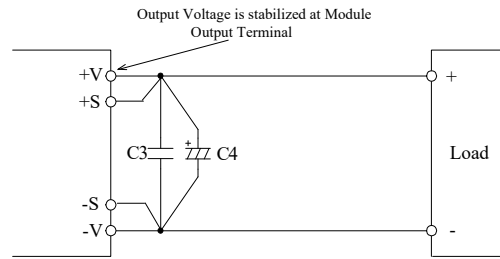 Output Voltage is stabilized at Module
Output Terminal
+V
+
+S
+
C3
C4
Load
-S
-V
-